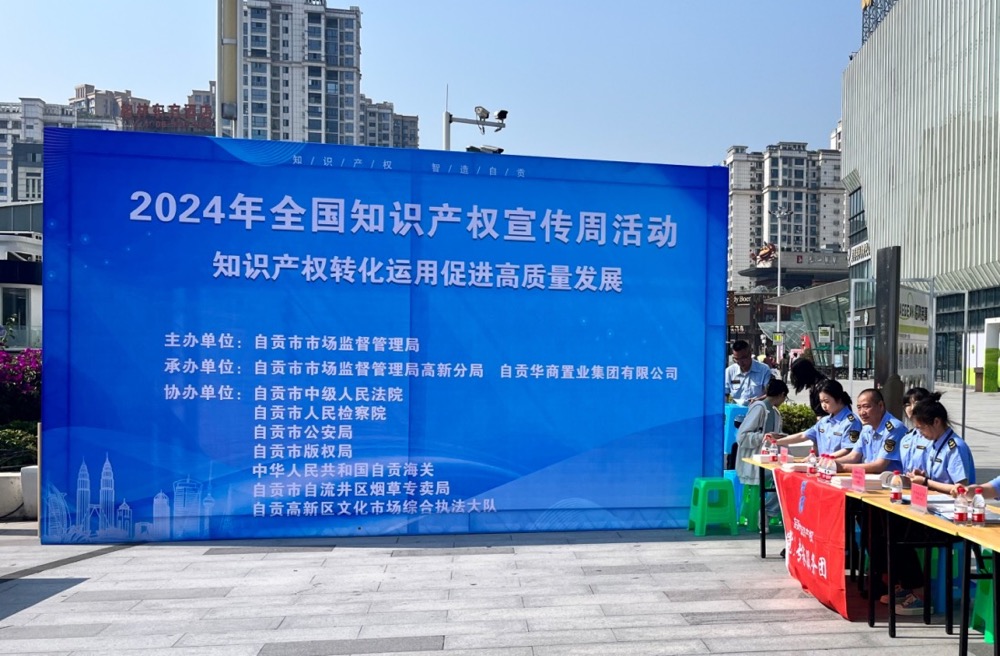 知/识/产/权 智/造/自/贡
2024年全国知识产权宣传周活动
知识产权转化运用促进高质量发展
主办单位：自贡市市场监督管理局
承办单位：自贡市市场监督管理局高新分局 自贡华商置业集团有限公司
协办单位：自贡市中级人民法院
自贡市人民检察院
自贡市公安局
自贡市版权局
中华人民共和国自贡海关
自贡市自流井区烟草专卖局
自贡高新区文化市场综合执法大队